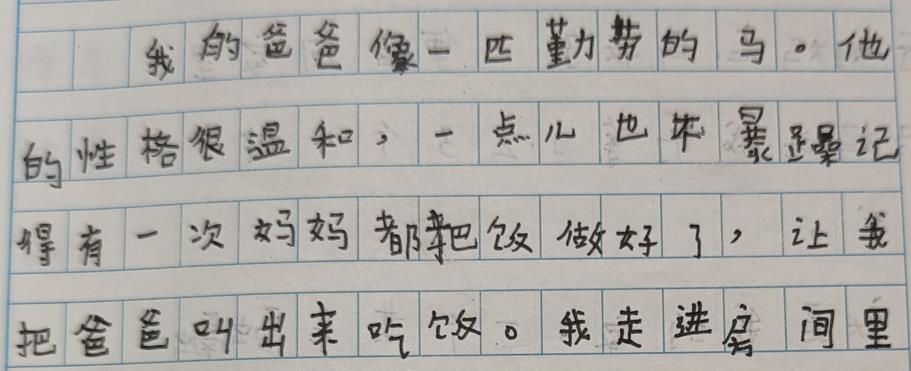 我的爸爸像一匹勤劳的马。他
的性格很温和，一点儿也不暴躁记
得有一次妈妈都把饭做好了，让我
把爸爸叫出来吃饭。我走进房间里